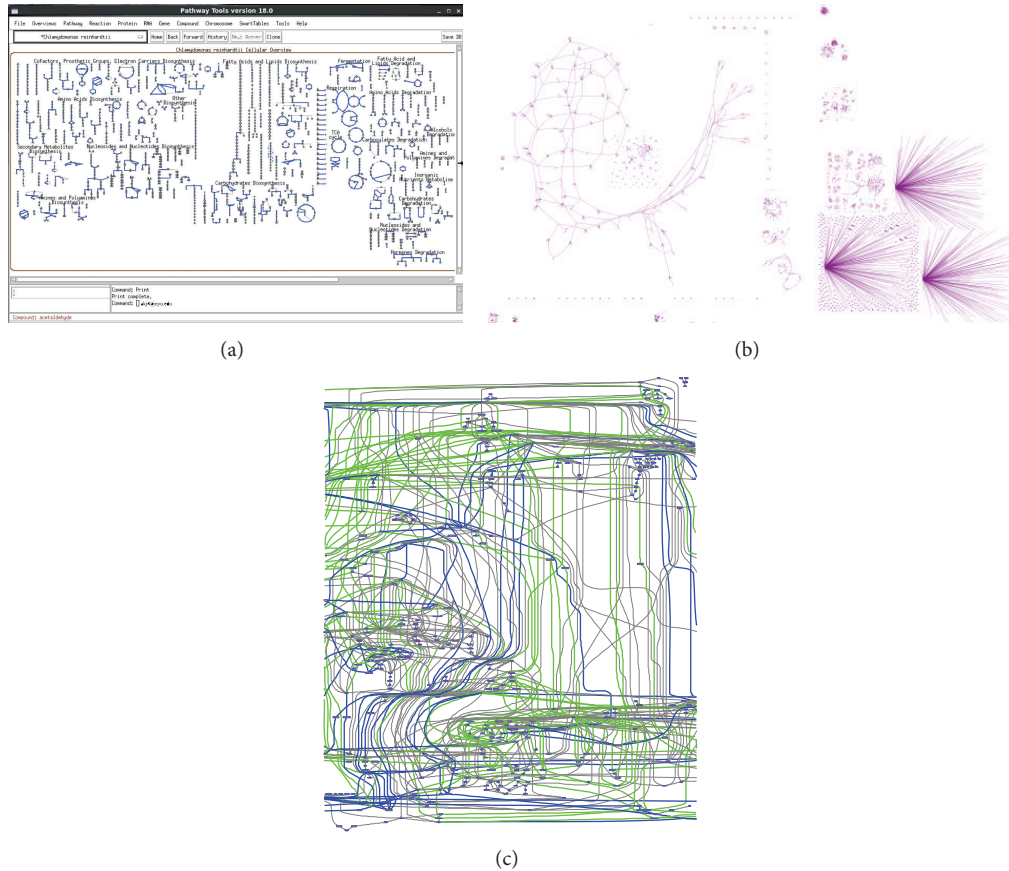 Pathway Tools version 18.0
File Overviews Pathway Reaction Protein RNA Gene Compound Chromosome SmartTables Tools Help
*Chlamydomonas reinhardtii Home Back Forward History Next Answer Clone Save DB
Chlamydomonas reinhardtii Cellular Overview
Cofactors, Prosthetic Groups, Electron Carriers Biosynthesis
Fatty Acids and Lipids Biosynthesis
Fermentation
Fatty Acid and
Lipids Degradation
Respiration
Amino Acids Biosynthesis
Other
Biosynthesis
Amino Acids Degradation
TCA
cycle
Alcohols
Degradation
Carboxylates Degradation
Secondary Metabolites
Biosynthesis
Nucleosides and Nucleotides Biosynthesis
Amines and
Polyamines Degradat
Inorganic
Nutrients Metabolism
Carbohydrates Biosynthesis
Amines and Polyamines
Biosynthesis
Carbohydrates
Degradation
Nucleosides and
Nucleotides Degradation
Hormones Degradation
Command: Print
Print complete.
Command:
Compound: acetaldehyde
(a)
(b)
(c)